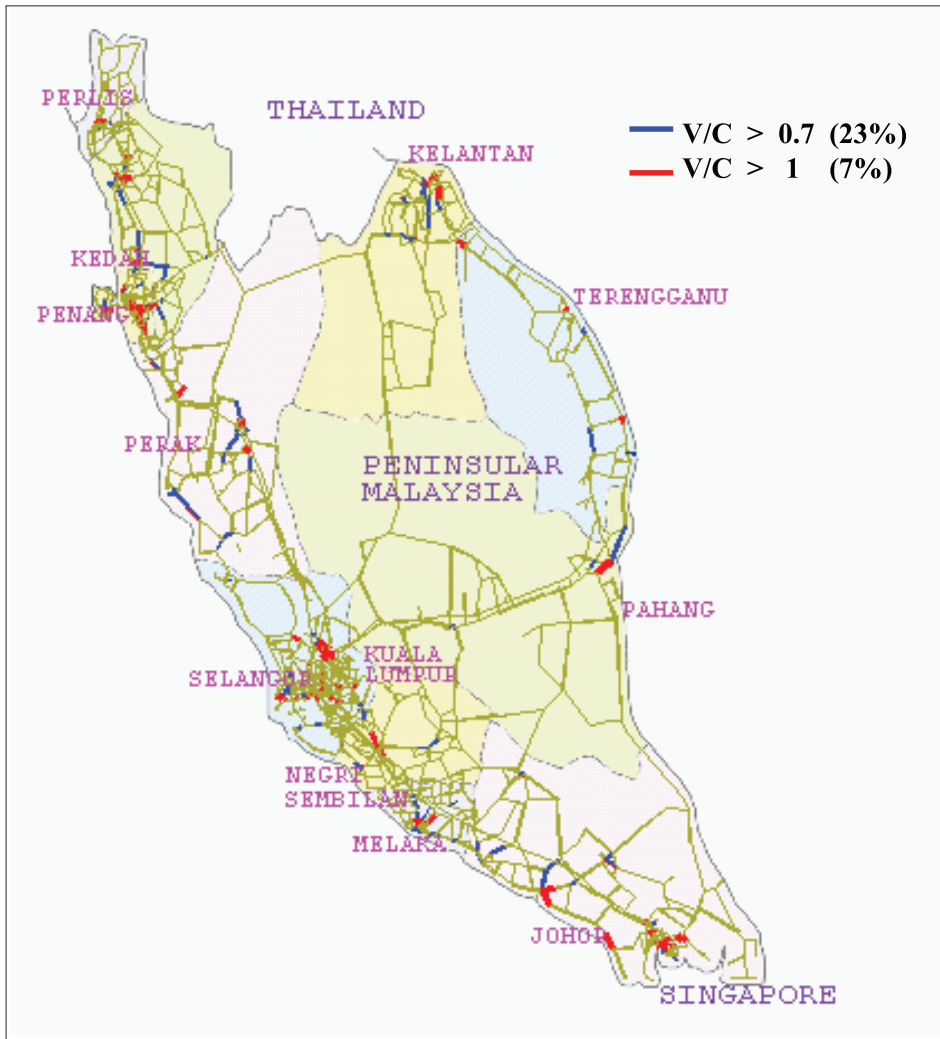 PERLIS
THAILAND
V/C > 0.7 (23%)
KELANTAN
V/C > 1 (7%)
KEDAH
TERENGGANU
PENANG
PERAK
PENINSULAR
MALAYSIA
PAHANG
KUALA
LUMPUR
SELANGOR
NEGRI
SEMBILAN
MELAKA
JOHOR
SINGAPORE